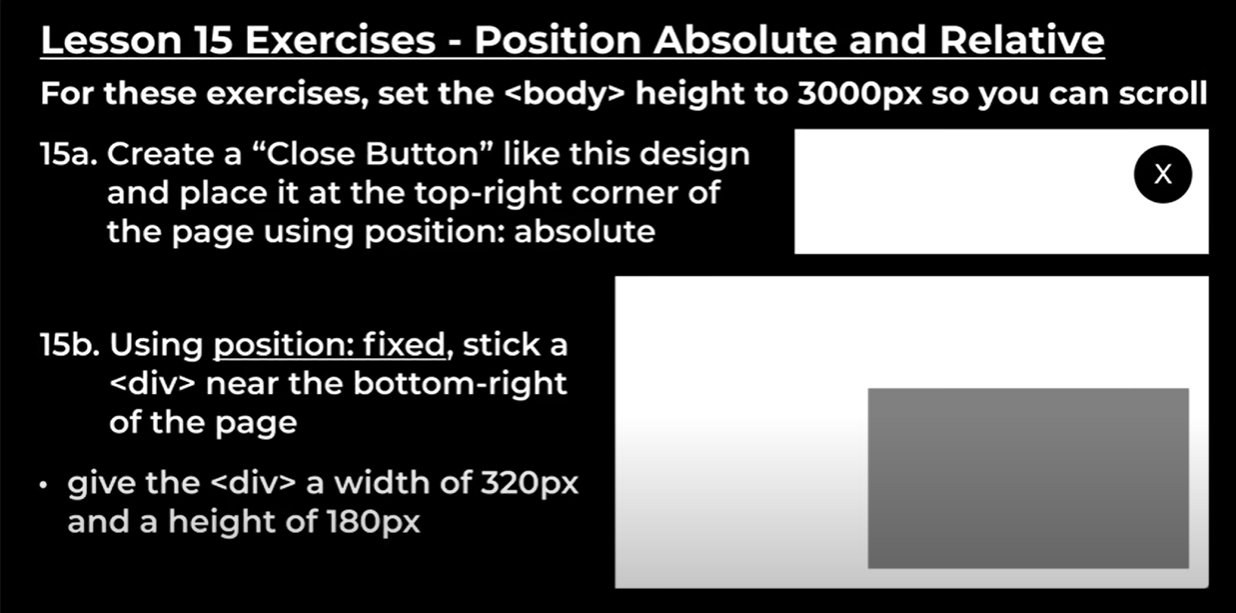 Lesson 15 Exercises - Position Absolute and Relative
For these exercises, set the <body> height to 3000px so you can scroll
15a. Create a “Close Button” like this design
and place it at the top-right corner of
the page using position: absolute
X
15b. Using position: fixed, stick a
<div> near the bottom-right
of the page
• give the <div> a width of 320px
and a height of 180px